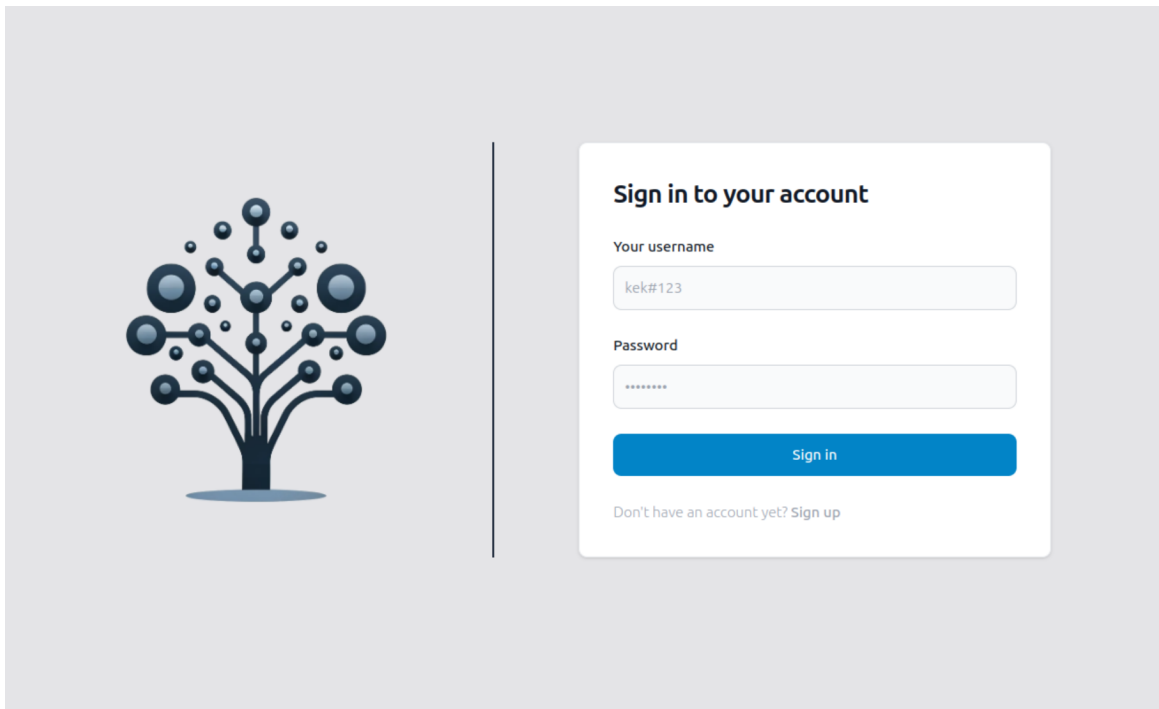 Sign in to your account
Your username
kek#123
Password
••••••••
Sign in
Don't have an account yet? Sign up